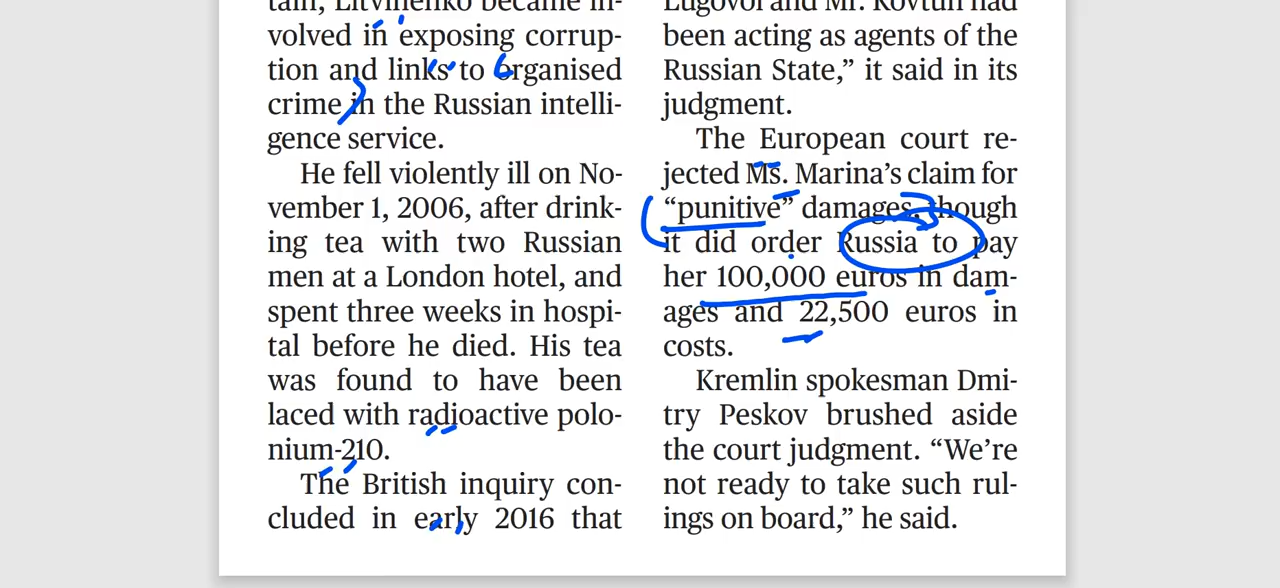 tain, Litvinenko became in-
volved in exposing corrup-
tion and links to organised
crime in the Russian intelli-
gence service.
He fell violently ill on No-
vember 1, 2006, after drink-
ing tea with two Russian
men at a London hotel, and
spent three weeks in hospi-
tal before he died. His tea
was found to have been
laced with radioactive polo-
nium-210.
The British inquiry con-
cluded in early 2016 that
Lugovoi and Mr. Kovtun had
been acting as agents of the
Russian State,” it said in its
judgment.
The European court re-
jected Ms. Marina’s claim for
“punitive” damages, though
it did order Russia to pay
her 100,000 euros in dam-
ages and 22,500 euros in
costs.
Kremlin spokesman Dmi-
try Peskov brushed aside
the court judgment. “We’re
not ready to take such rul-
ings on board,” he said.